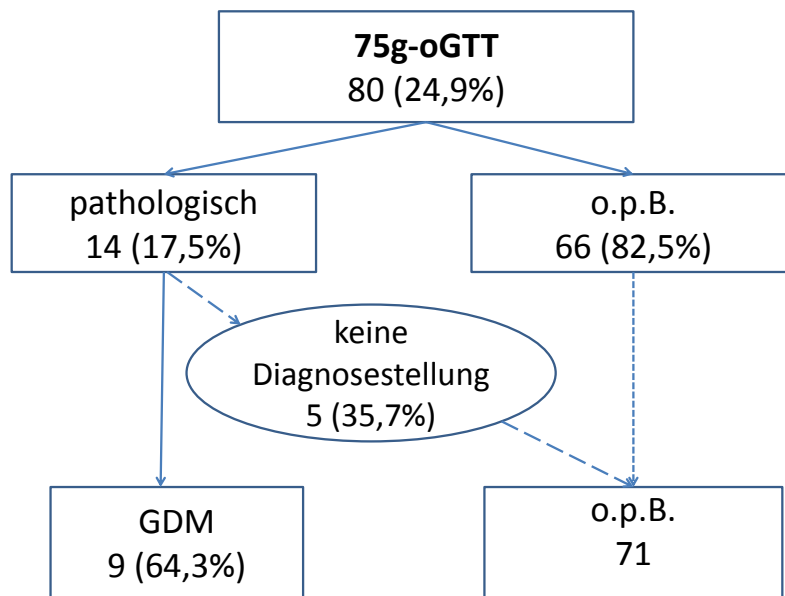 75g-oGTT
80 (24,9%)
pathologisch
14 (17,5%)
o.p.B.
66 (82,5%)
keine
Diagnosestellung
5 (35,7%)
GDM
9 (64,3%)
o.p.B.
71